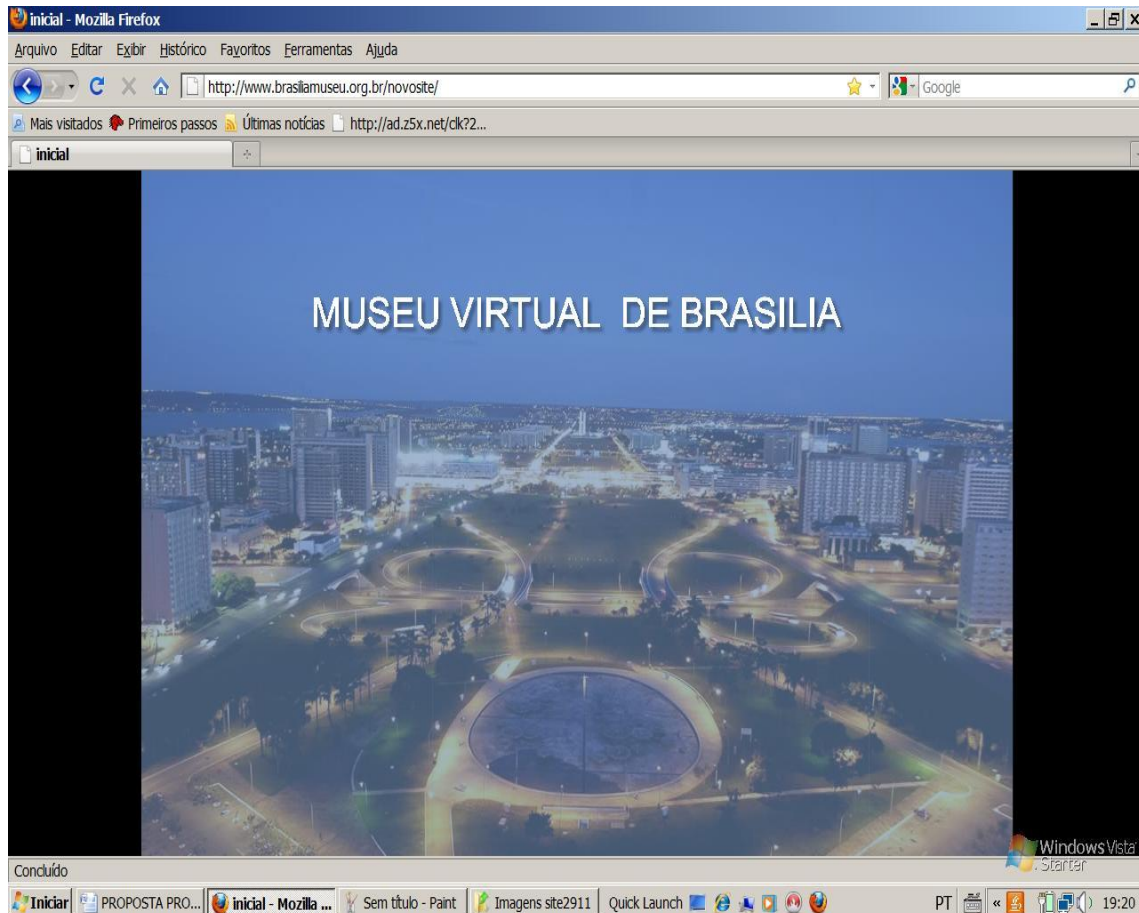 inicial - Mozilla Firefox
Arquivo Editar Exibir Histórico Favoritos Ferramentas Ajuda
http://www.brasiliamuseu.org.br/novosite/
Google
Mais visitados Primeiros passos Últimas notícias http://ad.z5x.net/clk?2...
inicial
MUSEU VIRTUAL DE BRASILIA
Windows Vista
Starter
Concluído
Iniciar PROPOSTA PRO... inicial - Mozilla ... Sem título - Paint Imagens site2911 Quick Launch PT « 19:20